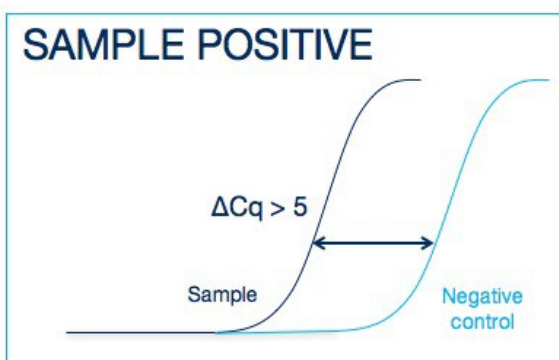 SAMPLE POSITIVE
ΔCq > 5
Sample
Negative
control